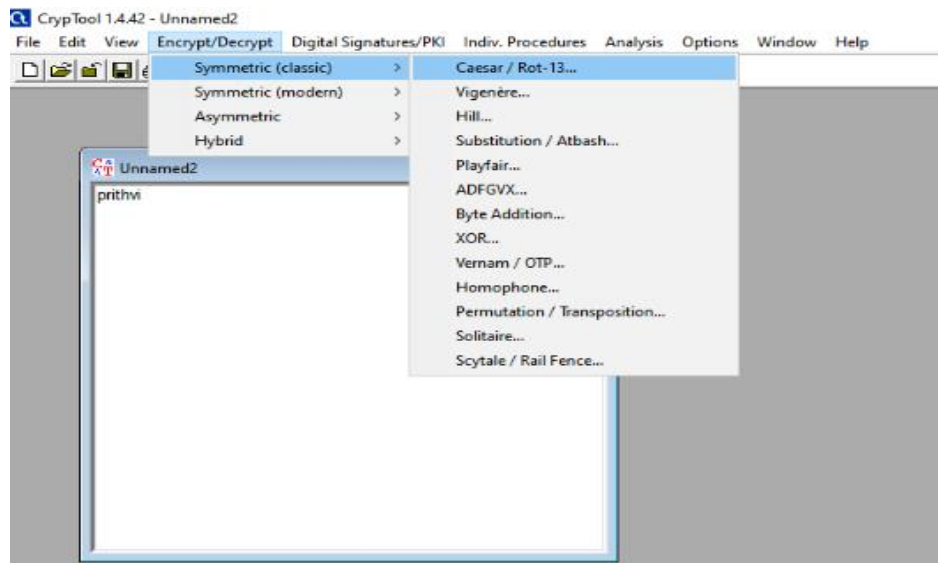 CrypTool 1.4.42 - Unnamed2
File Edit View Encrypt/Decrypt Digital Signatures/PKI Indiv. Procedures Analysis Options Window Help
Symmetric (classic) >
Symmetric (modern) >
Asymmetric >
Hybrid >
Caesar / Rot-13...
Vigenère...
Hill...
Substitution / Atbash...
Playfair...
ADFGVX...
Byte Addition...
XOR...
Vernam / OTP...
Homophone...
Permutation / Transposition...
Solitaire...
Scytale / Rail Fence...
Unnamed2
prithvi